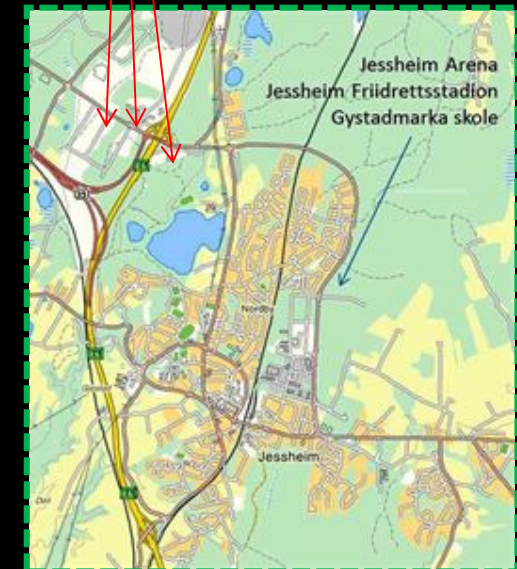 Jessheim Arena
Jessheim Friidrettsstadion
Gystadmarka skole
Nordby
Jessheim